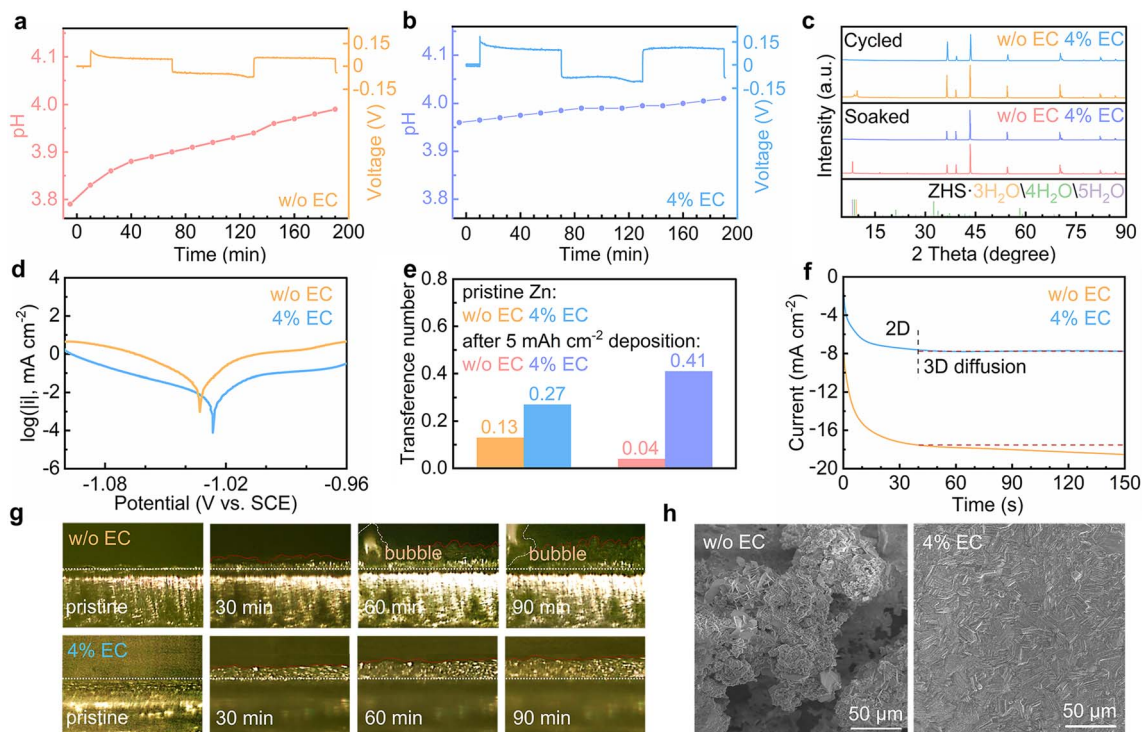 a
4.1
4.0
3.9
3.8
pH
0.15
0.00
-0.15
Voltage (V)
w/o EC
0 40 80 120 160 200
Time (min)
b
4.1
4.0
3.9
3.8
pH
0.15
0.00
-0.15
Voltage (V)
4% EC
0 40 80 120 160 200
Time (min)
c
Intensity (a.u.)
Cycled
w/o EC 4% EC
Soaked
w/o EC 4% EC
ZHS·3H₂O\4H₂O\5H₂O
15 30 45 60 75 90
2 Theta (degree)
d
log(|i|, mA cm⁻²)
6
4
2
0
-2
-4
-6
w/o EC
4% EC
-1.08 -1.02 -0.96
Potential (V vs. SCE)
e
Transference number
0.8
0.6
0.4
0.2
0.0
pristine Zn:
w/o EC 4% EC
after 5 mAh cm⁻² deposition:
w/o EC 4% EC
0.13
0.27
0.04
0.41
f
Current (mA cm⁻²)
0
-4
-8
-12
-16
-20
w/o EC
4% EC
2D
3D diffusion
0 30 60 90 120 150
Time (s)
g
w/o EC
pristine
30 min
bubble
60 min
bubble
90 min
4% EC
pristine
30 min
60 min
90 min
h
w/o EC
50 μm
4% EC
50 μm